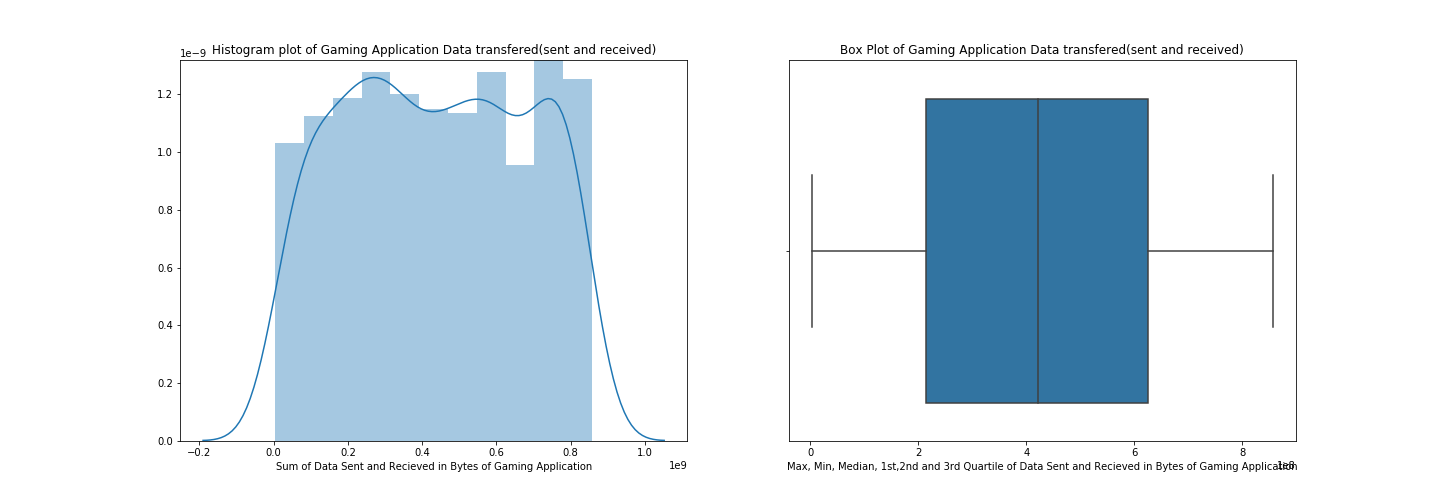 Histogram plot of Gaming Application Data transfered(sent and received)
1e−9
1.2
1.0
0.8
0.6
0.4
0.2
0.0
−0.2 0.0 0.2 0.4 0.6 0.8 1.0
Sum of Data Sent and Recieved in Bytes of Gaming Application
1e9
Box Plot of Gaming Application Data transfered(sent and received)
0 2 4 6 8
Max, Min, Median, 1st,2nd and 3rd Quartile of Data Sent and Recieved in Bytes of Gaming Application
1e8